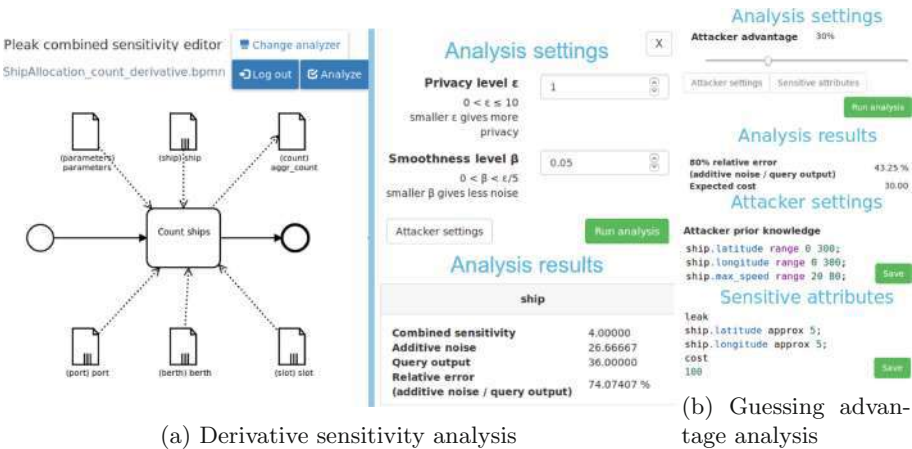 Pleak combined sensitivity editor
Change analyzer
ShipAllocation_count_derivative.bpmn
Log out
Analyze
(parameters)
parameters
(ship) ship
(count)
aggr_count
Count ships
(port) port
(berth) berth
(slot) slot
Analysis settings
X
Privacy level ε
1
0 < ε ≤ 10
smaller ε gives more
privacy
Smoothness level β
0.05
0 < β < ε/5
smaller β gives less noise
Attacker settings
Run analysis
Analysis results
ship
Combined sensitivity 4.00000
Additive noise 26.66667
Query output 36.00000
Relative error
(additive noise / query output) 74.07407 %
Analysis settings
Attacker advantage 30%
Attacker settings
Sensitive attributes
Run analysis
Analysis results
80% relative error
(additive noise / query output) 43.25 %
Expected cost 30.00
Attacker settings
Attacker prior knowledge
ship.latitude range 0 300;
ship.longitude range 0 300;
ship.max_speed range 20 80;
Save
Sensitive attributes
leak
ship.latitude approx 5;
ship.longitude approx 5;
cost
100
Save
(a) Derivative sensitivity analysis
(b) Guessing advan-
tage analysis